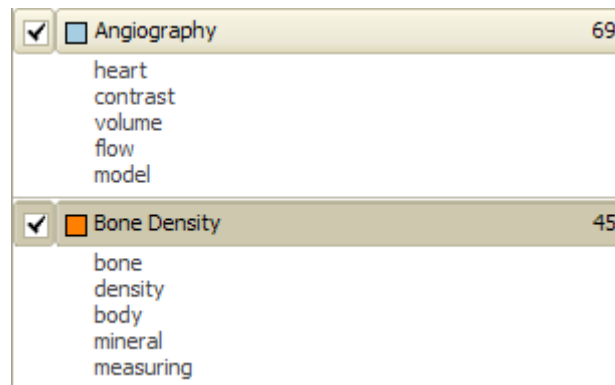 Angiography 69
heart
contrast
volume
flow
model
Bone Density 45
bone
density
body
mineral
measuring